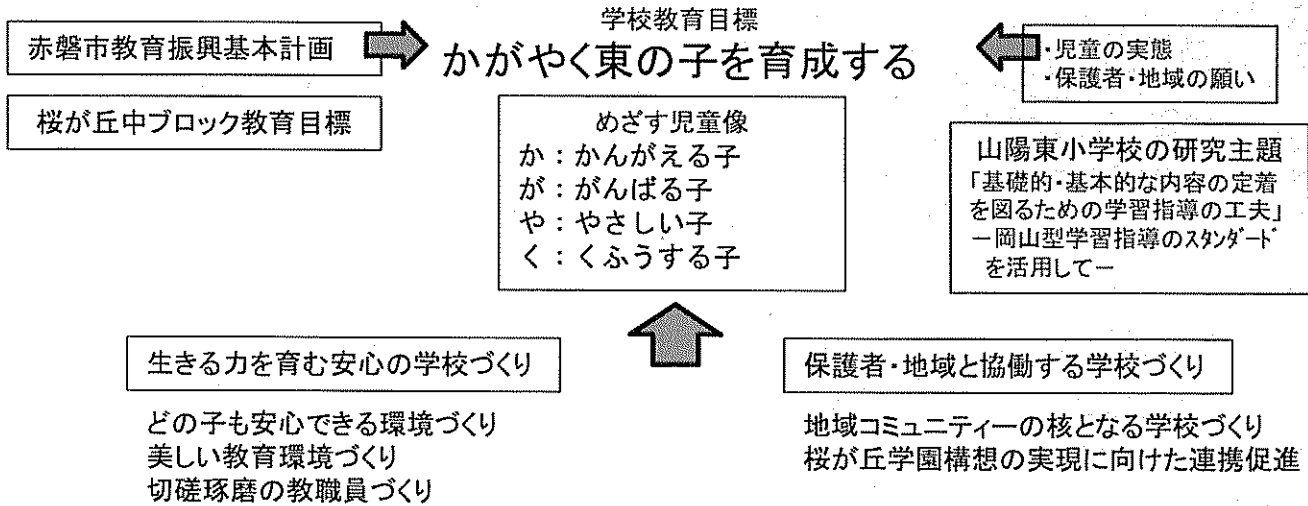 学校教育目標
かがやく東の子を育成する
赤磐市教育振興基本計画
桜が丘中ブロック教育目標
・児童の実態
・保護者・地域の願い
めざす児童像
か：かんがえる子
が：がんばる子
や：やさしい子
く：くふうする子
山陽東小学校の研究主題
「基礎的・基本的な内容の定着
を図るための学習指導の工夫」
－岡山型学習指導のｽﾀﾝﾀﾞｰﾄﾞ
を活用して－
生きる力を育む安心の学校づくり
どの子も安心できる環境づくり
美しい教育環境づくり
切磋琢磨の教職員づくり
保護者・地域と協働する学校づくり
地域コミュニティーの核となる学校づくり
桜が丘学園構想の実現に向けた連携促進